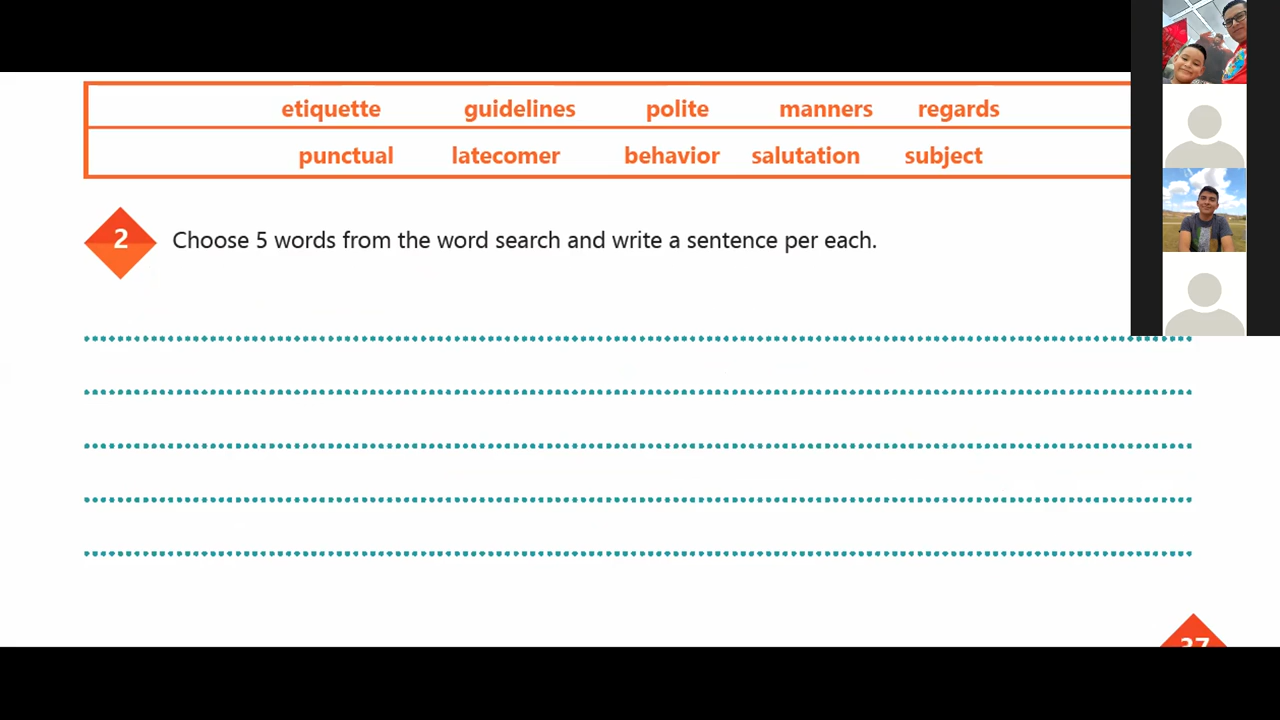 etiquette guidelines polite manners regards
punctual latecomer behavior salutation subject
2 Choose 5 words from the word search and write a sentence per each.
37